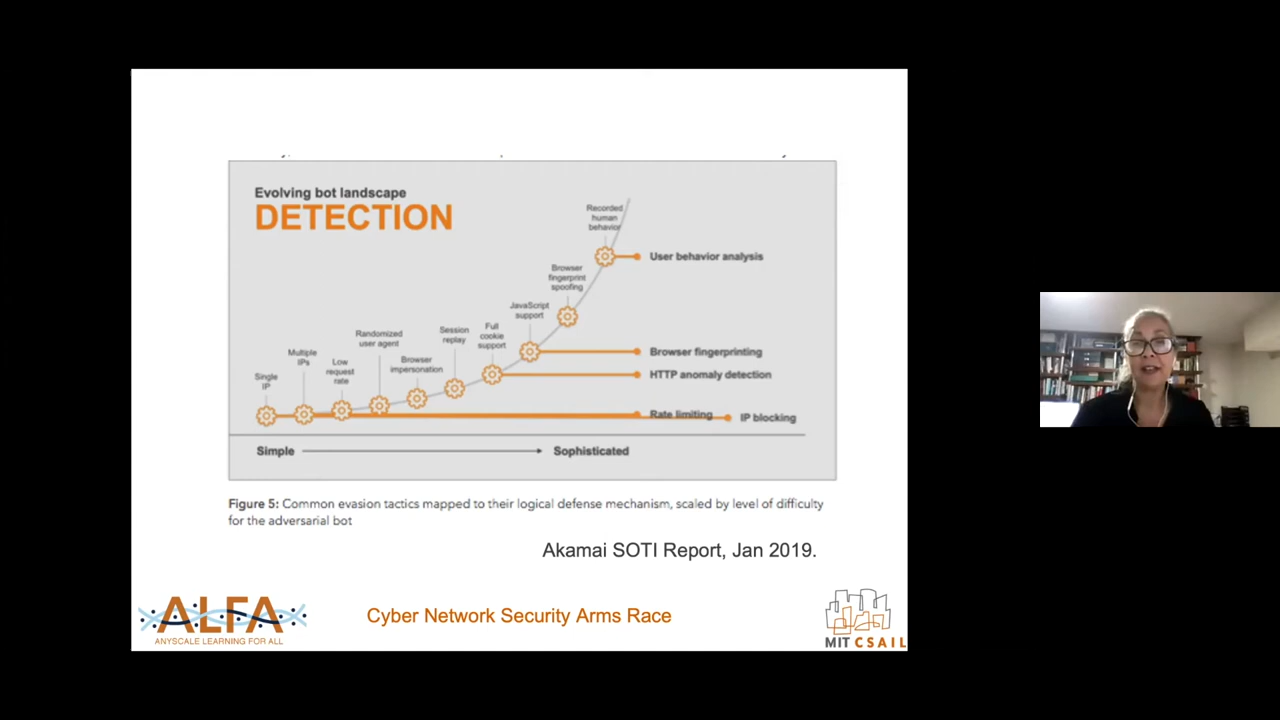 Evolving bot landscape
DETECTION
Recorded
human
behavior
User behavior analysis
Browser
fingerprint
spoofing
JavaScript
support
Full
cookie
support
Session
replay
Randomized
user agent
Browser
impersonation
Multiple
IPs
Low
request
rate
Single
IP
Browser fingerprinting
HTTP anomaly detection
Rate limiting
IP blocking
Simple
Sophisticated
Figure 5: Common evasion tactics mapped to their logical defense mechanism, scaled by level of difficulty
for the adversarial bot
Akamai SOTI Report, Jan 2019.
ALFA
ANYSCALE LEARNING FOR ALL
Cyber Network Security Arms Race
MIT CSAIL